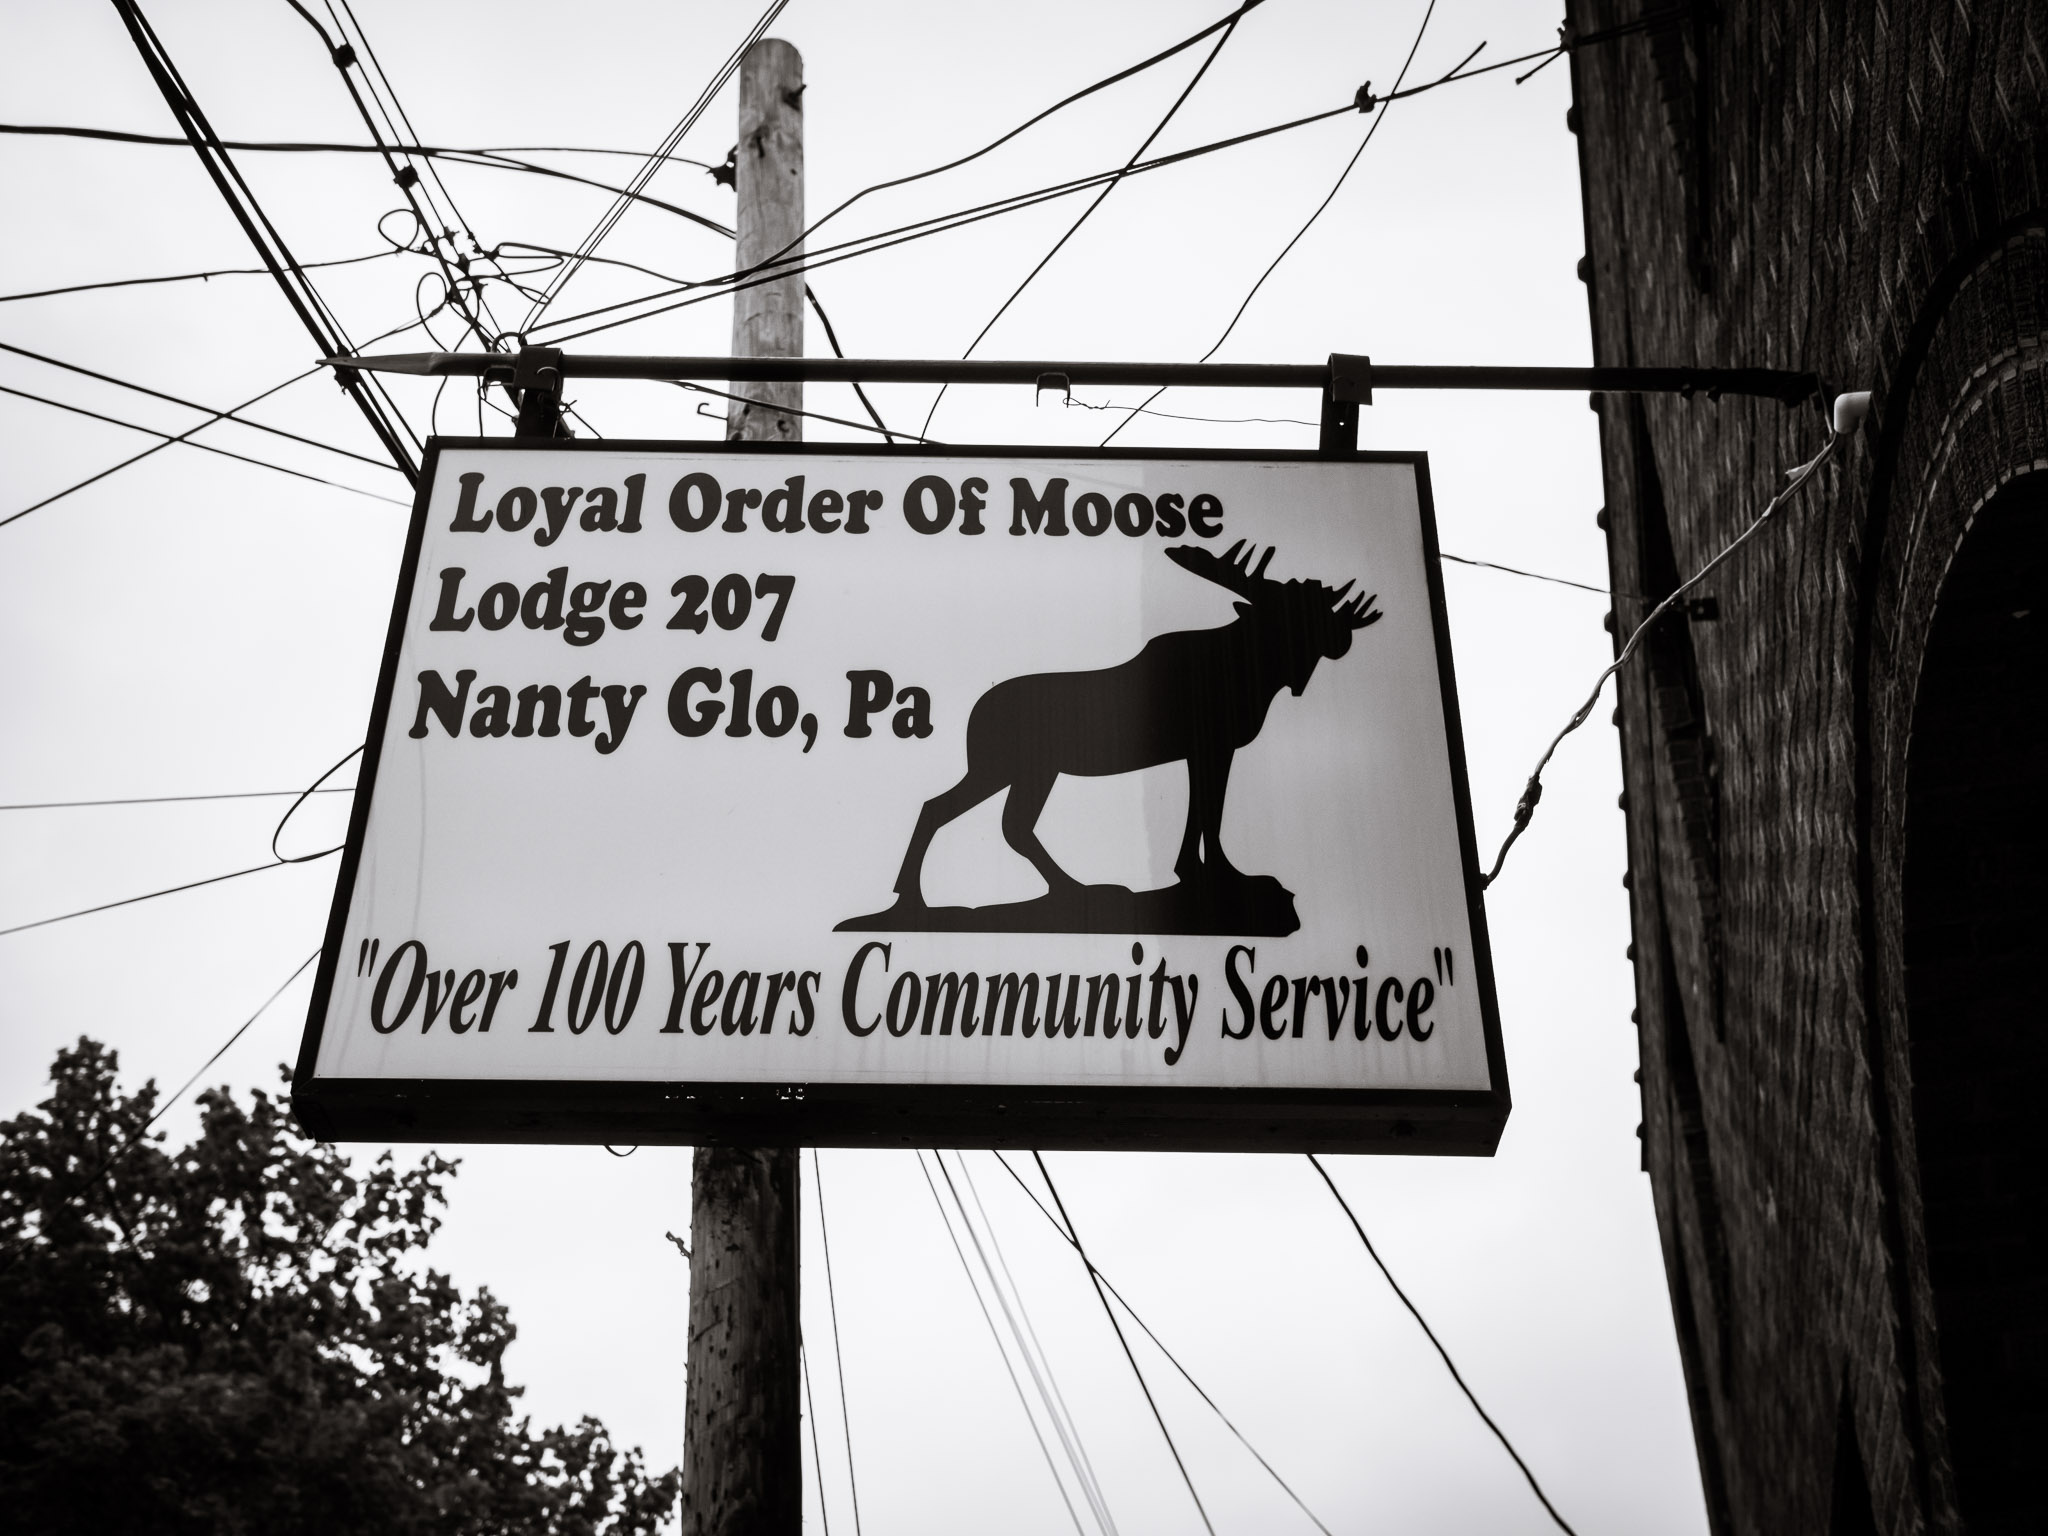 Loyal Order Of Moose
Lodge 207
Nanty Glo, Pa
"Over 100 Years Community Service"